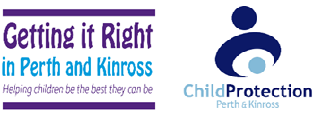 Getting it Right
in Perth and Kinross
Helping children be the best they can be
ChildProtection
Perth & Kinross